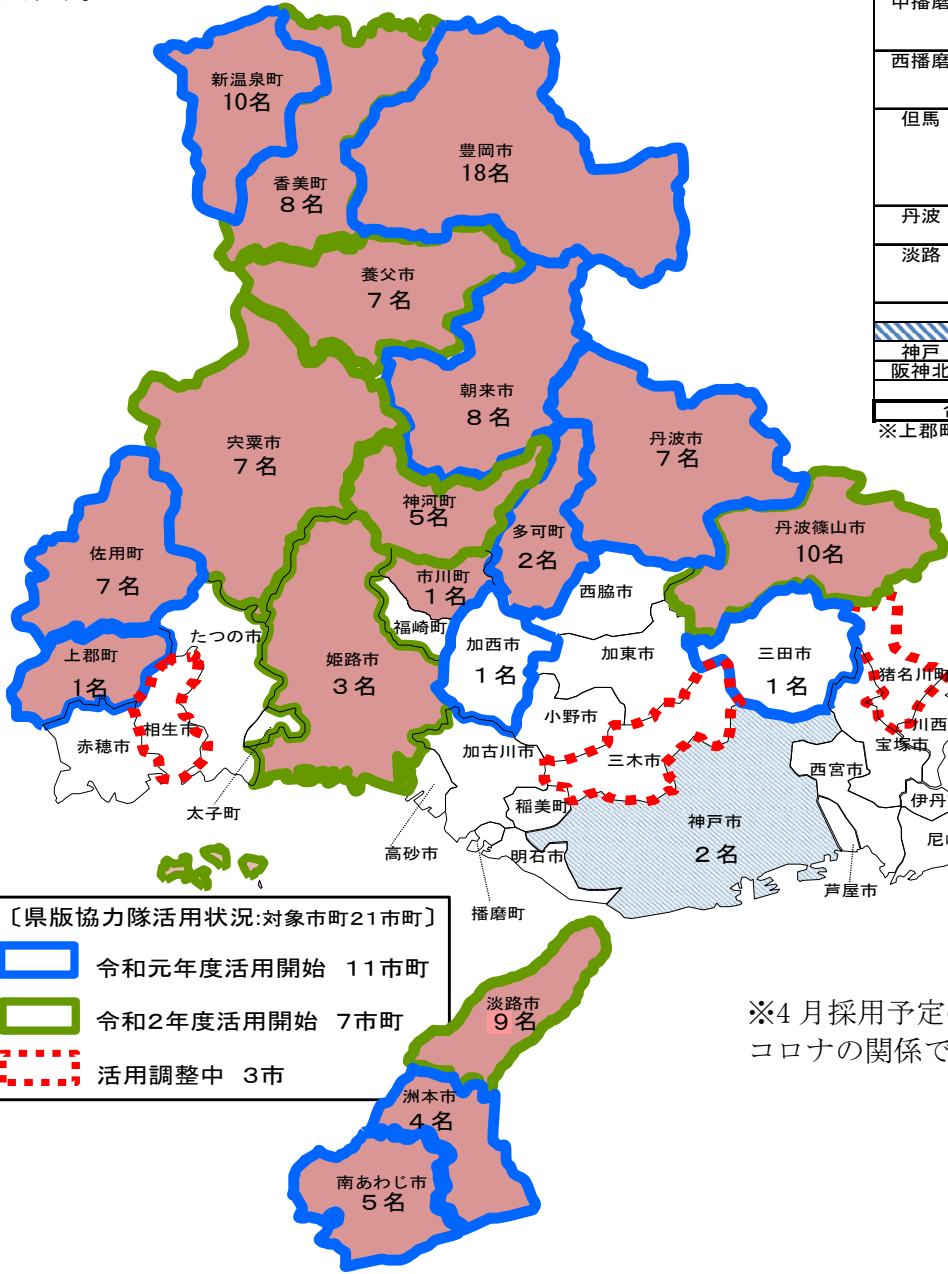 中播磨
西播磨
但馬
丹波
淡路
神戸
阪神北
※上郡町
新温泉町
10名
香美町
8 名
豊岡市
18名
養父市
7 名
朝来市
8 名
宍粟市
7 名
丹波市
7 名
神河町
5名
多可町
2名
丹波篠山市
10名
佐用町
7 名
市川町
1 名
福崎町
西脇市
たつの市
上郡町
1名
姫路市
3 名
加西市
1 名
加東市
三田市
1 名
猪名川町
相生市
赤穂市
小野市
川西
宝塚市
加古川市
三木市
西宮市
太子町
稲美町
伊丹
神戸市
2 名
高砂市
明石市
芦屋市
播磨町
〔県版協力隊活用状況:対象市町21市町〕
令和元年度活用開始 11市町
令和2年度活用開始 7市町
活用調整中 3市
淡路市
9 名
洲本市
4 名
南あわじ市
5 名
※4 月採用予定
コロナの関係で